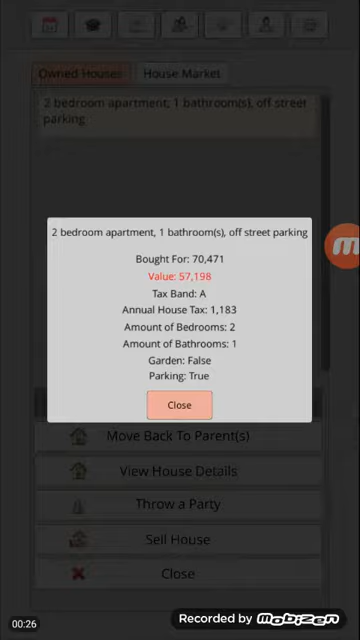 Owned Houses
House Market
2 bedroom apartment, 1 bathroom(s), off street
parking
2 bedroom apartment, 1 bathroom(s), off street parking
Bought For: 70,471
Value: 57,198
Tax Band: A
Annual House Tax: 1,183
Amount of Bedrooms: 2
Amount of Bathrooms: 1
Garden: False
Parking: True
Close
Move Back To Parent(s)
View House Details
Throw a Party
Sell House
Close
00:26
Recorded by mobizen